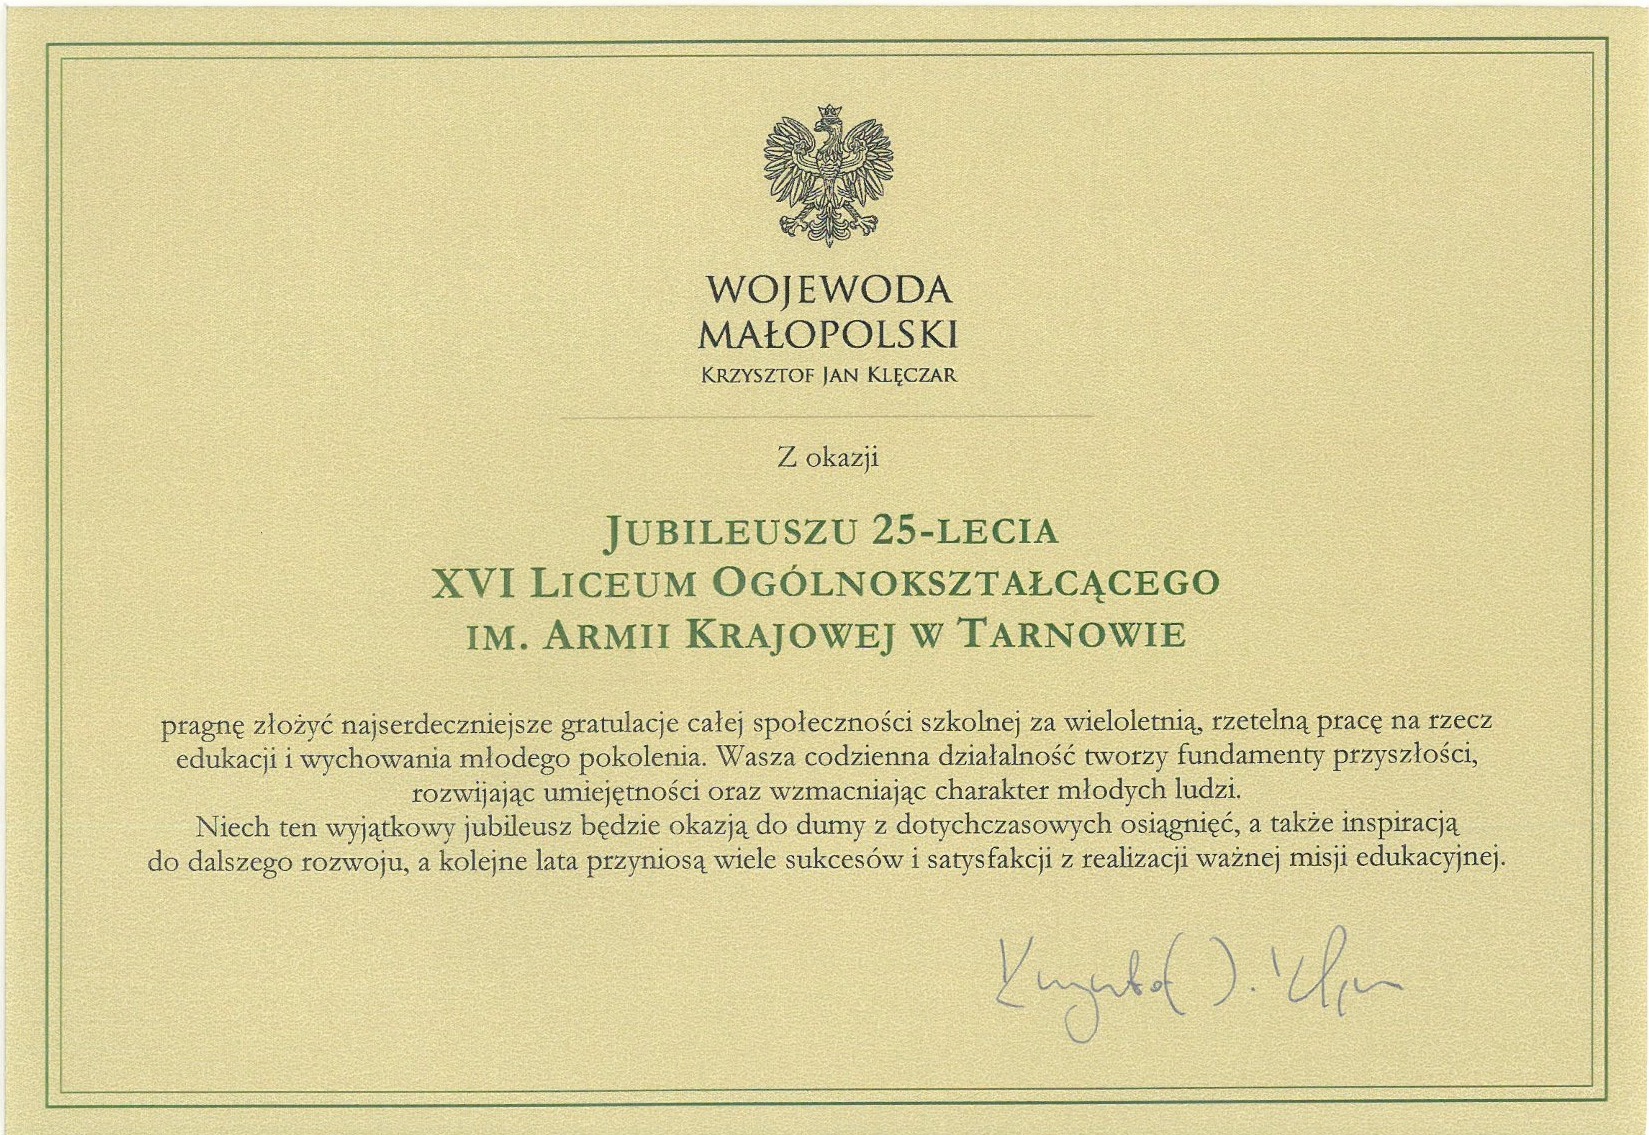 WOJEWODA
MAŁOPOLSKI
KRZYSZTOF JAN KLĘCZAR
Z okazji
JUBILEUSZU 25-LECIA
XVI LICEUM OGÓLNOKSZTAŁCĄCEGO
IM. ARMII KRAJOWEJ W TARNOWIE
pragnę złożyć najserdeczniejsze gratulacje całej społeczności szkolnej za wieloletnią, rzetelną pracę na rzecz
edukacji i wychowania młodego pokolenia. Wasza codzienna działalność tworzy fundamenty przyszłości,
rozwijając umiejętności oraz wzmacniając charakter młodych ludzi.
Niech ten wyjątkowy jubileusz będzie okazją do dumy z dotychczasowych osiągnięć, a także inspiracją
do dalszego rozwoju, a kolejne lata przyniosą wiele sukcesów i satysfakcji z realizacji ważnej misji edukacyjnej.